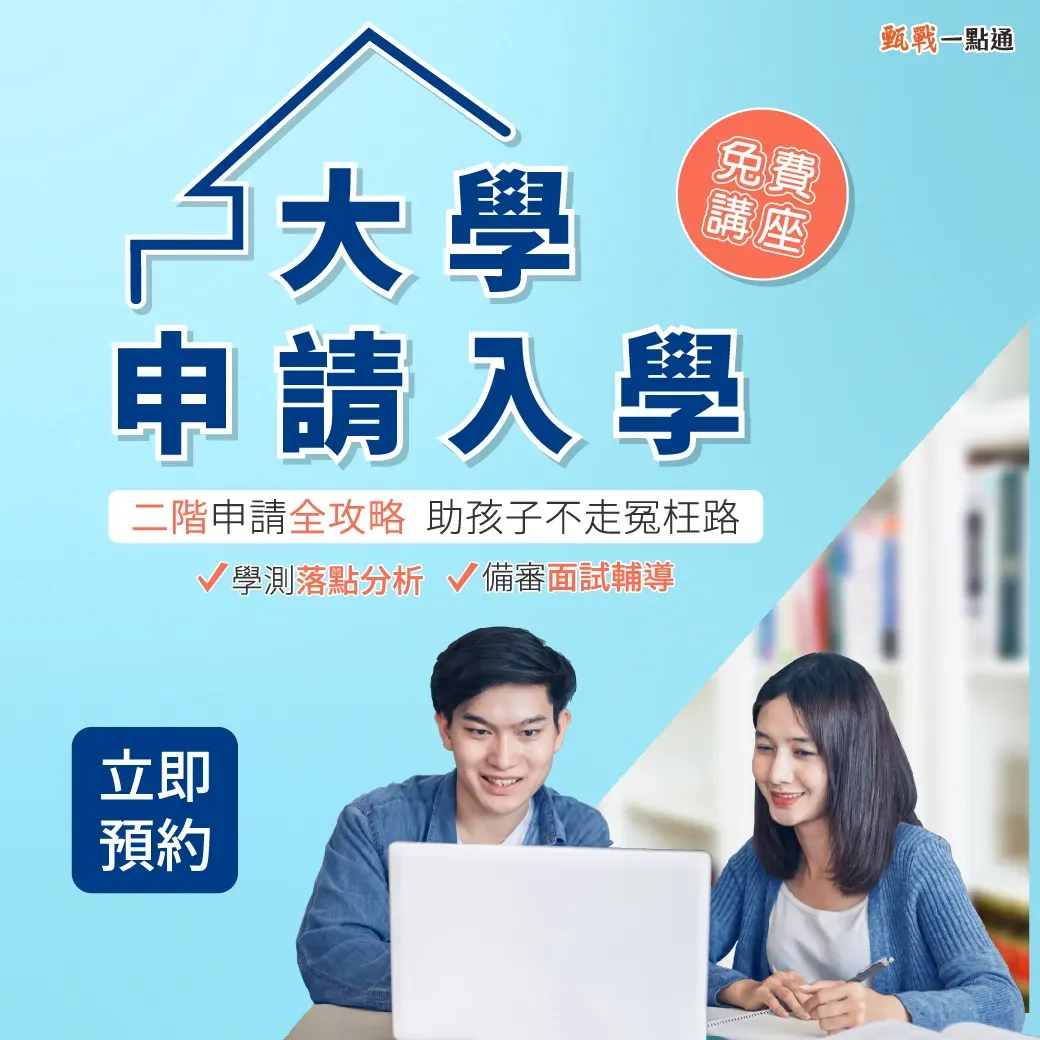 甄戰一點通
免費
講座
大學
申請入學
二階申請全攻略 助孩子不走冤枉路
✓學測落點分析 ✓備審面試輔導
立即
預約